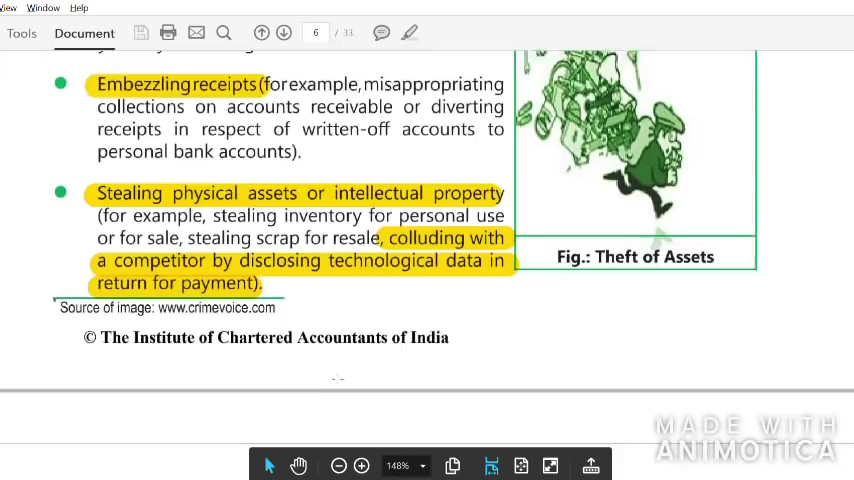 View Window Help
Tools Document 6 / 33
Embezzling receipts (for example, misappropriating
collections on accounts receivable or diverting
receipts in respect of written-off accounts to
personal bank accounts).
Stealing physical assets or intellectual property
(for example, stealing inventory for personal use
or for sale, stealing scrap for resale, colluding with
a competitor by disclosing technological data in
return for payment).
Fig.: Theft of Assets
Source of image: www.crimevoice.com
© The Institute of Chartered Accountants of India
MADE WITH
ANIMOTICA
148%